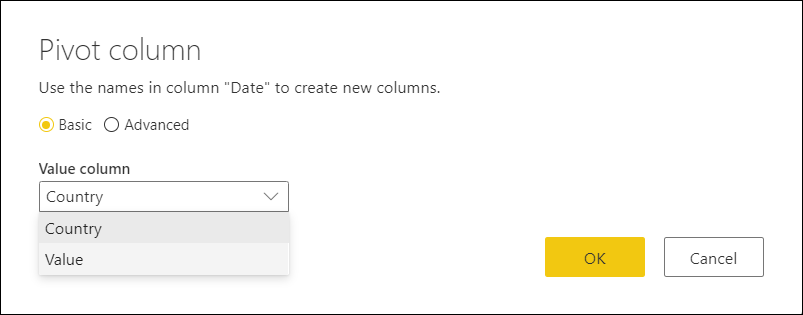 Pivot column
Use the names in column "Date" to create new columns.
Basic Advanced
Value column
Country
Country
Value
OK Cancel